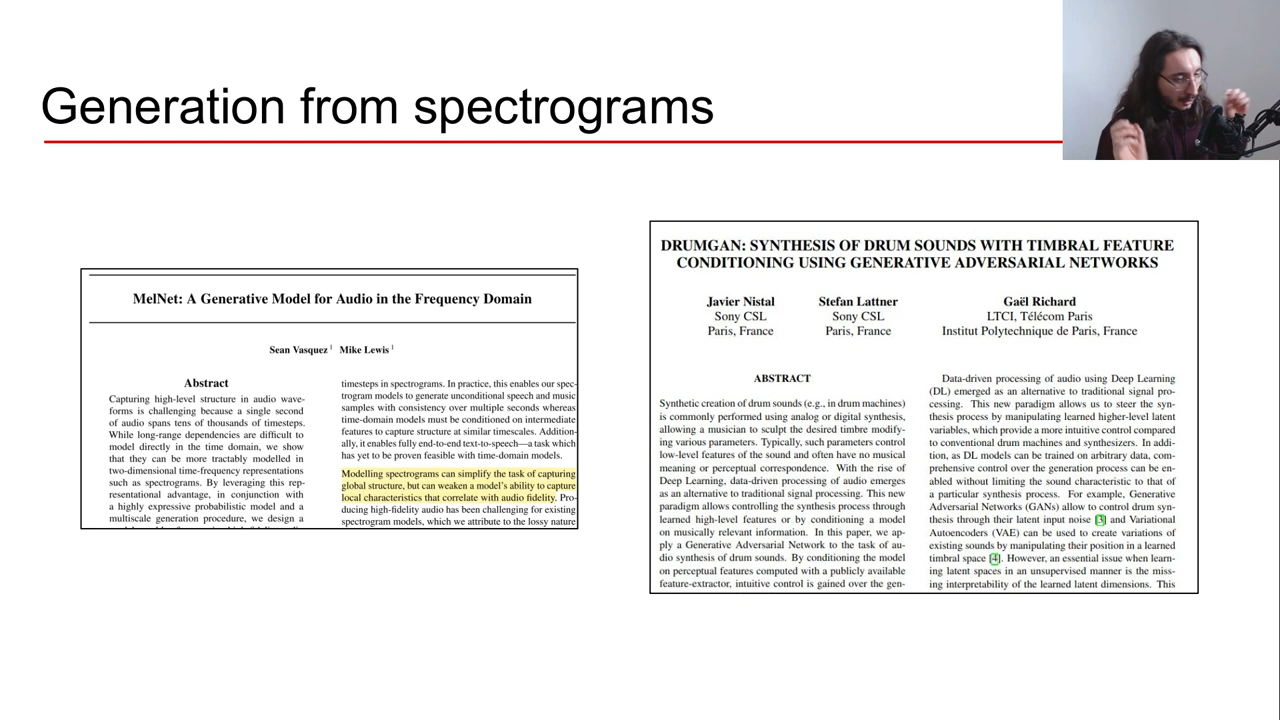 Generation from spectrograms
MelNet: A Generative Model for Audio in the Frequency Domain
Sean Vasquez 1 Mike Lewis 1
Abstract
Capturing high-level structure in audio wave-
forms is challenging because a single second
of audio spans tens of thousands of timesteps.
While long-range dependencies are difficult to
model directly in the time domain, we show
that they can be more tractably modelled in
two-dimensional time-frequency representations
such as spectrograms. By leveraging this rep-
resentational advantage, in conjunction with
a highly expressive probabilistic model and a
multiscale generation procedure, we design a
timesteps in spectrograms. In practice, this enables our spec-
trogram models to generate unconditional speech and music
samples with consistency over multiple seconds whereas
time-domain models must be conditioned on intermediate
features to capture structure at similar timescales. Addition-
ally, it enables fully end-to-end text-to-speech—a task which
has yet to be proven feasible with time-domain models.
Modelling spectrograms can simplify the task of capturing
global structure, but can weaken a model's ability to capture
local characteristics that correlate with audio fidelity. Pro-
ducing high-fidelity audio has been challenging for existing
spectrogram models, which we attribute to the lossy nature
DRUMGAN: SYNTHESIS OF DRUM SOUNDS WITH TIMBRAL FEATURE
CONDITIONING USING GENERATIVE ADVERSARIAL NETWORKS
Javier Nistal Stefan Lattner Gaël Richard
Sony CSL Sony CSL LTCI, Télécom Paris
Paris, France Paris, France Institut Polytechnique de Paris, France
ABSTRACT
Synthetic creation of drum sounds (e.g., in drum machines)
is commonly performed using analog or digital synthesis,
allowing a musician to sculpt the desired timbre modify-
ing various parameters. Typically, such parameters control
low-level features of the sound and often have no musical
meaning or perceptual correspondence. With the rise of
Deep Learning, data-driven processing of audio emerges
as an alternative to traditional signal processing. This new
paradigm allows controlling the synthesis process through
learned high-level features or by conditioning a model
on musically relevant information. In this paper, we ap-
ply a Generative Adversarial Network to the task of au-
dio synthesis of drum sounds. By conditioning the model
on perceptual features computed with a publicly available
feature-extractor, intuitive control is gained over the gen-
Data-driven processing of audio using Deep Learning
(DL) emerged as an alternative to traditional signal pro-
cessing. This new paradigm allows us to steer the syn-
thesis process by manipulating learned higher-level latent
variables, which provide a more intuitive control compared
to conventional drum machines and synthesizers. In addi-
tion, as DL models can be trained on arbitrary data, com-
prehensive control over the generation process can be en-
abled without limiting the sound characteristic to that of
a particular synthesis process. For example, Generative
Adversarial Networks (GANs) allow to control drum syn-
thesis through their latent input noise [3] and Variational
Autoencoders (VAE) can be used to create variations of
existing sounds by manipulating their position in a learned
timbral space [4]. However, an essential issue when learn-
ing latent spaces in an unsupervised manner is the miss-
ing interpretability of the learned latent dimensions. This